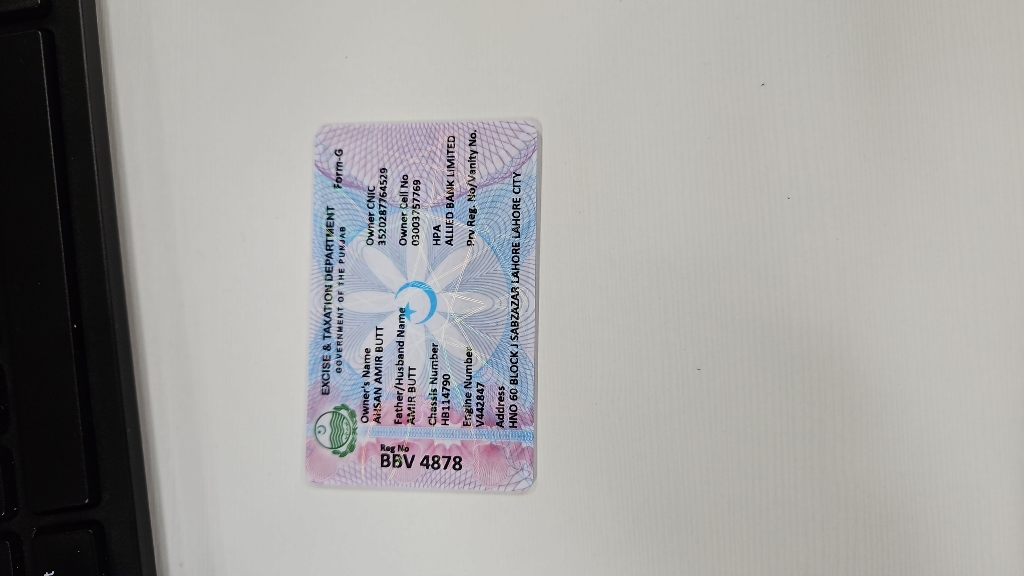 EXCISE & TAXATION DEPARTMENT
Form-G
GOVERNMENT OF THE PUNJAB
Owner's Name
AHSAN AMIR BUTT
Owner CNIC
3520287764529
Father/Husband Name
AMIR BUTT
Owner Cell No
03003757769
Chassis Number
HB114790
HPA
ALLIED BANK LIMITED
Engine Number
V442847
Prv Reg. No/Vanity No.
Address
HNO 60 BLOCK J SABZAZAR LAHORE LAHORE CITY
Reg No
BBV 4878